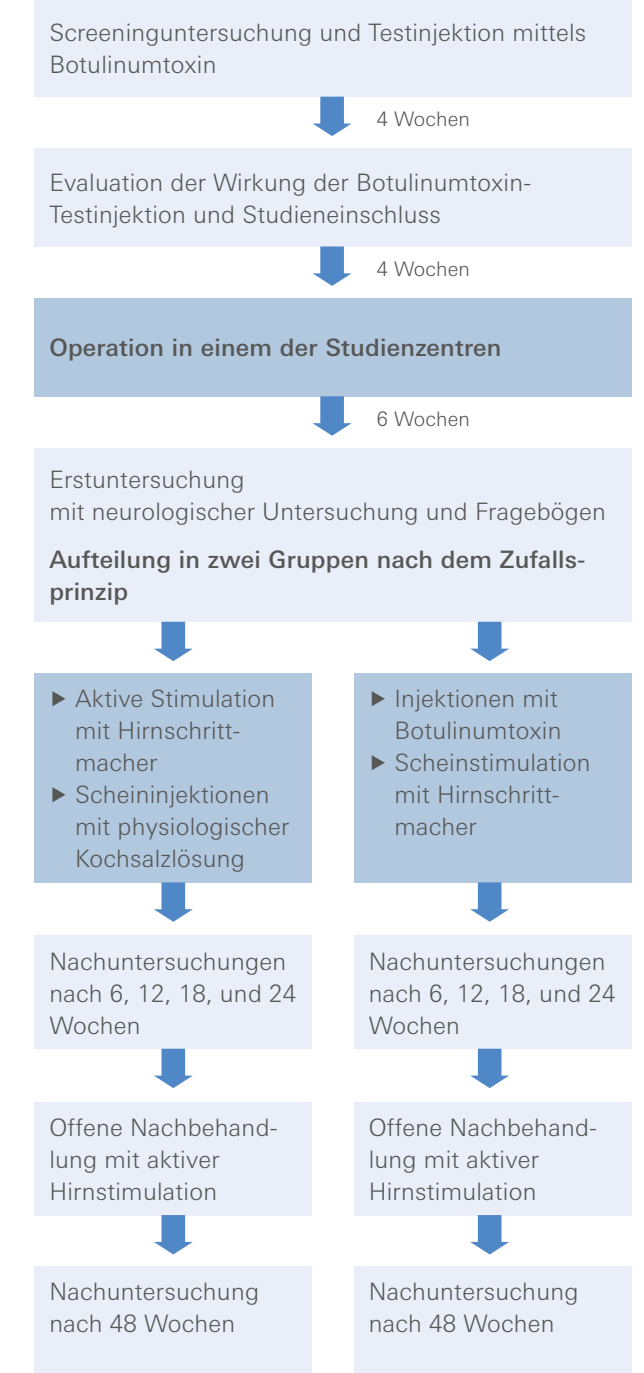 Screeninguntersuchung und Testinjektion mittels
Botulinumtoxin
4 Wochen
Evaluation der Wirkung der Botulinumtoxin-
Testinjektion und Studieneinschluss
4 Wochen
Operation in einem der Studienzentren
6 Wochen
Erstuntersuchung
mit neurologischer Untersuchung und Fragebögen
Aufteilung in zwei Gruppen nach dem Zufalls-
prinzip
▶ Aktive Stimulation
mit Hirnschritt-
macher
▶ Scheininjektionen
mit physiologischer
Kochsalzlösung
▶ Injektionen mit
Botulinumtoxin
▶ Scheinstimulation
mit Hirnschritt-
macher
Nachuntersuchungen
nach 6, 12, 18, und 24
Wochen
Nachuntersuchungen
nach 6, 12, 18, und 24
Wochen
Offene Nachbehand-
lung mit aktiver
Hirnstimulation
Offene Nachbehand-
lung mit aktiver
Hirnstimulation
Nachuntersuchung
nach 48 Wochen
Nachuntersuchung
nach 48 Wochen